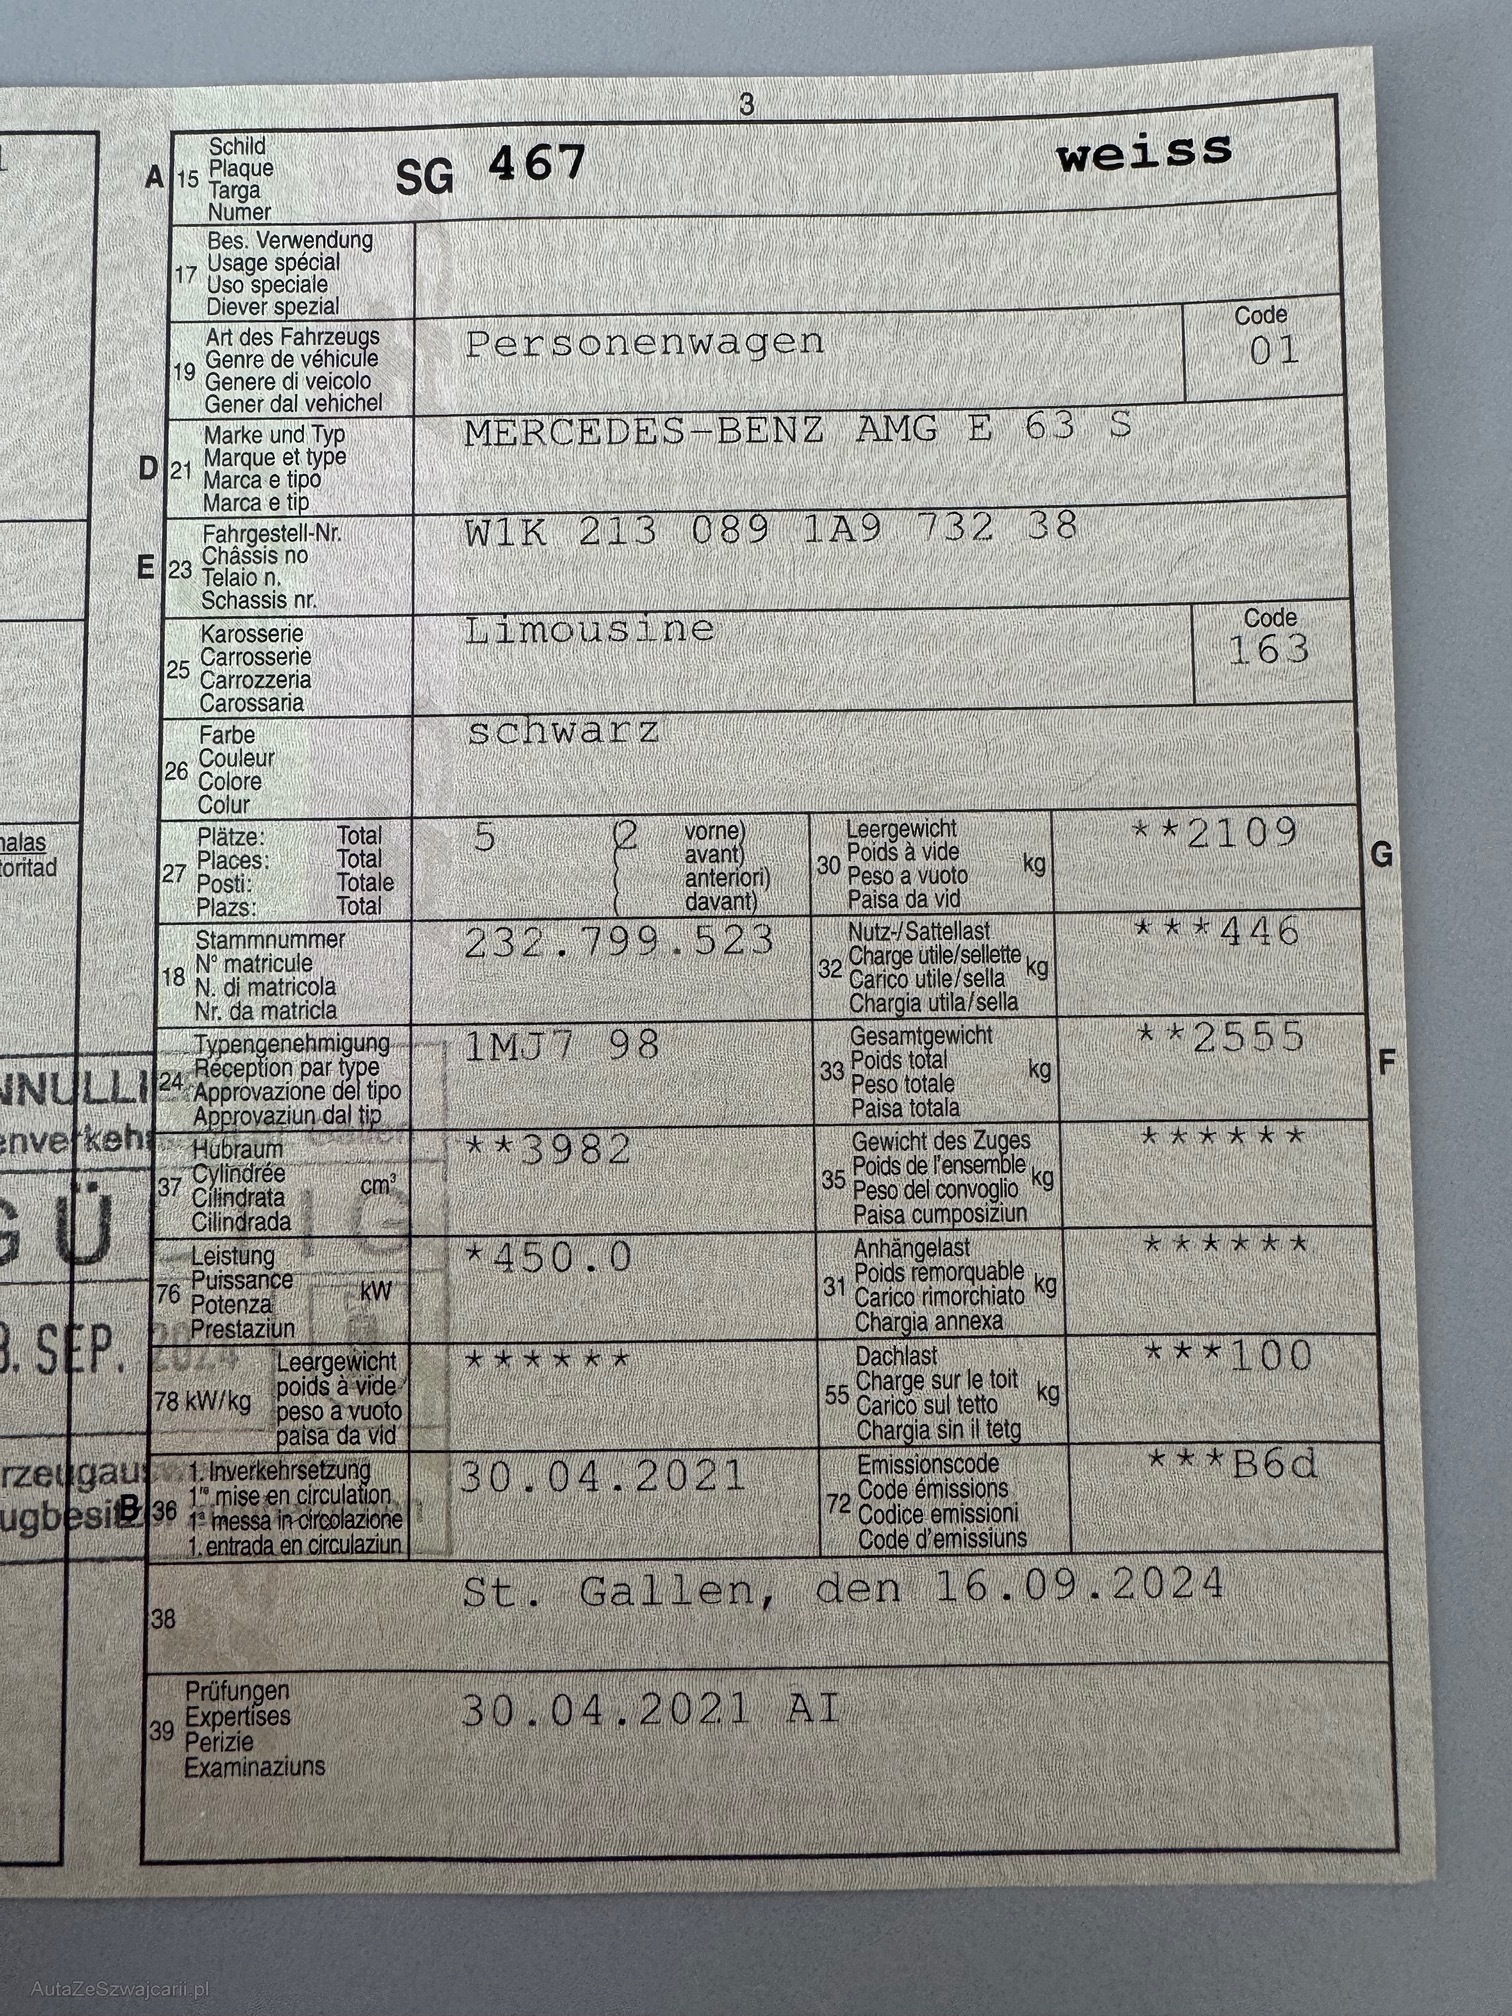 3
A 15 Schild
Plaque
Targa
Numer
SG 467 weiss
17 Bes. Verwendung
Usage spécial
Uso speciale
Diever spezial
19 Art des Fahrzeugs
Genre de véhicule
Genere di veicolo
Gener dal vehichel
Personenwagen
Code
01
D 21 Marke und Typ
Marque et type
Marca e tipo
Marca e tip
MERCEDES-BENZ AMG E 63 S
E 23 Fahrgestell-Nr.
Châssis no
Telaio n.
Schassis nr.
W1K 213 089 1A9 732 38
25 Karosserie
Carrosserie
Carrozzeria
Carossaria
Limousine
Code
163
26 Farbe
Couleur
Colore
Colur
schwarz
27 Plätze: Total
Places: Total
Posti: Totale
Plazs: Total
5 (2 vorne)
( avant)
( anteriori)
( davant)
30 Leergewicht
Poids à vide
Peso a vuoto
Paisa da vid
kg
**2109
G
18 Stammnummer
N° matricule
N. di matricola
Nr. da matricla
232.799.523
32 Nutz-/Sattellast
Charge utile/sellette
Carico utile/sella
Chargia utila/sella
kg
***446
24 Typengenehmigung
Réception par type
Approvazione del tipo
Approvaziun dal tip
1MJ7 98
33 Gesamtgewicht
Poids total
Peso totale
Paisa totala
kg
**2555
F
37 Hubraum
Cylindrée
Cilindrata
Cilindrada
cm³
**3982
35 Gewicht des Zuges
Poids de l'ensemble
Peso del convoglio
Paisa cumposiziun
kg
******
76 Leistung
Puissance
Potenza
Prestaziun
kW
*450.0
31 Anhängelast
Poids remorquable
Carico rimorchiato
Chargia annexa
kg
******
78 kW/kg Leergewicht
poids à vide
peso a vuoto
paisa da vid
******
55 Dachlast
Charge sur le toit
Carico sul tetto
Chargia sin il tetg
kg
***100
B 36 1. Inverkehrsetzung
1re mise en circulation
1a messa in circolazione
1. entrada en circulaziun
30.04.2021
72 Emissionscode
Code émissions
Codice emissioni
Code d'emissiuns
***B6d
38 St. Gallen, den 16.09.2024
39 Prüfungen
Expertises
Perizie
Examinaziuns
30.04.2021 AI
nalas
toritad
NNULLI
enverkehr
G Ü L T I G
SEP. 2024
rzeugaus
ugbesitz
AutaZeSzwajcarii.pl